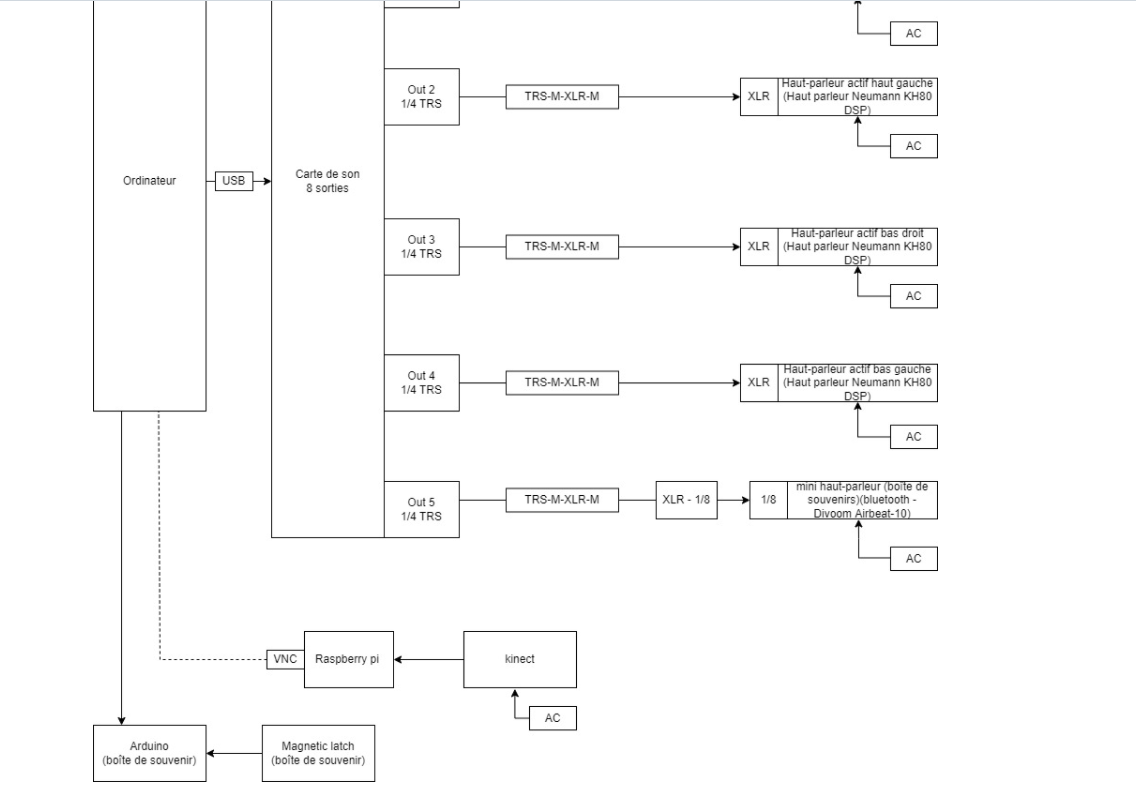 AC
Out 2
1/4 TRS
TRS-M-XLR-M
XLR
Haut-parleur actif haut gauche
(Haut parleur Neumann KH80
DSP)
AC
Ordinateur
USB
Carte de son
8 sorties
Out 3
1/4 TRS
TRS-M-XLR-M
XLR
Haut-parleur actif bas droit
(Haut parleur Neumann KH80
DSP)
AC
Out 4
1/4 TRS
TRS-M-XLR-M
XLR
Haut-parleur actif bas gauche
(Haut parleur Neumann KH80
DSP)
AC
Out 5
1/4 TRS
TRS-M-XLR-M
XLR - 1/8
1/8
mini haut-parleur (boîte de
souvenirs)(bluetooth -
Divoom Airbeat-10)
AC
VNC
Raspberry pi
kinect
AC
Arduino
(boîte de souvenir)
Magnetic latch
(boîte de souvenir)